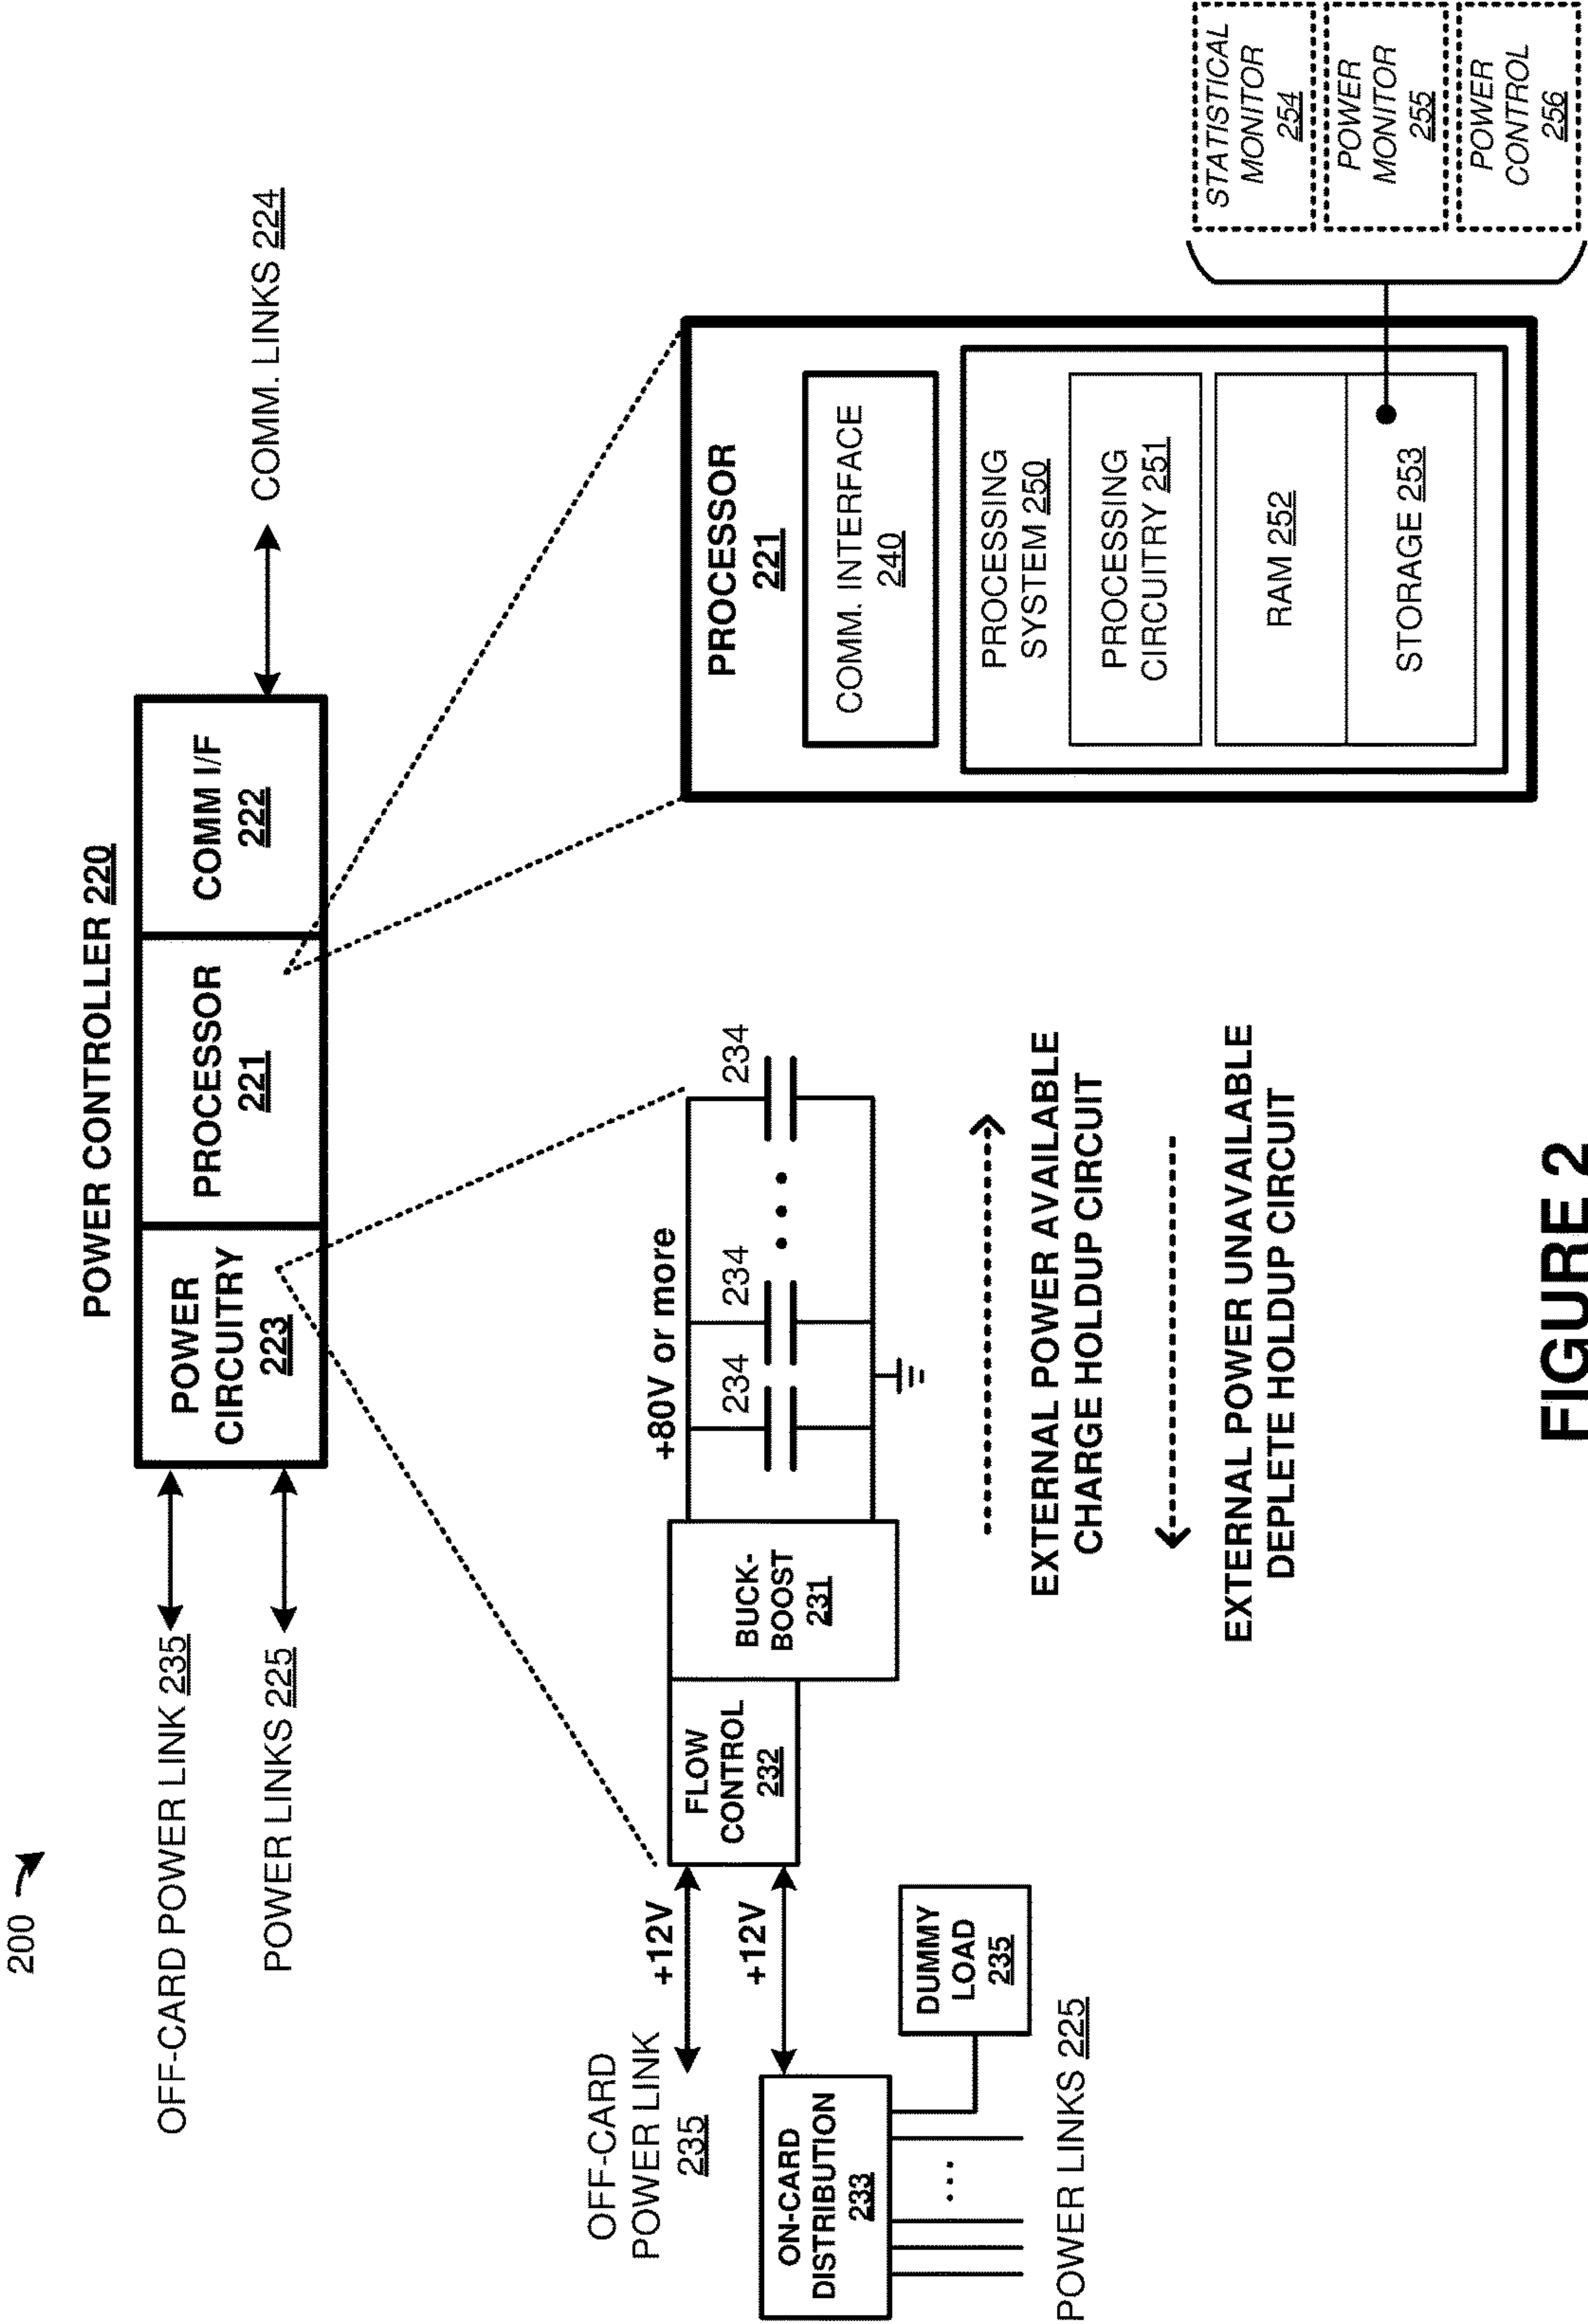 200
POWER CONTROLLER 220
OFF-CARD POWER LINK 235
POWER LINKS 225
POWER
CIRCUITRY
223
PROCESSOR
221
COMM I/F
222
COMM. LINKS 224
OFF-CARD
POWER LINK
235
+12V
+12V
ON-CARD
DISTRIBUTION
233
DUMMY
LOAD
235
POWER LINKS 225
FLOW
CONTROL
232
BUCK-
BOOST
231
+80V or more
234
234
234
EXTERNAL POWER AVAILABLE
CHARGE HOLDUP CIRCUIT
EXTERNAL POWER UNAVAILABLE
DEPLETE HOLDUP CIRCUIT
PROCESSOR
221
COMM. INTERFACE
240
PROCESSING
SYSTEM 250
PROCESSING
CIRCUITRY 251
RAM 252
STORAGE 253
STATISTICAL
MONITOR
254
POWER
MONITOR
255
POWER
CONTROL
256
FIGURE 2